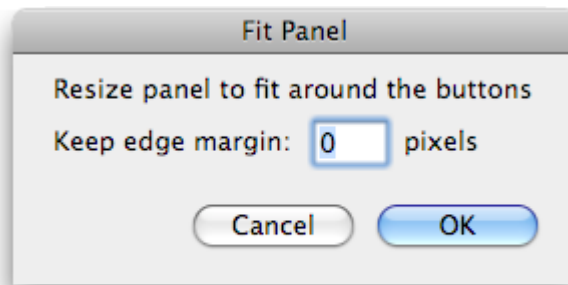 Fit Panel
Resize panel to fit around the buttons
Keep edge margin: 0 pixels
Cancel OK